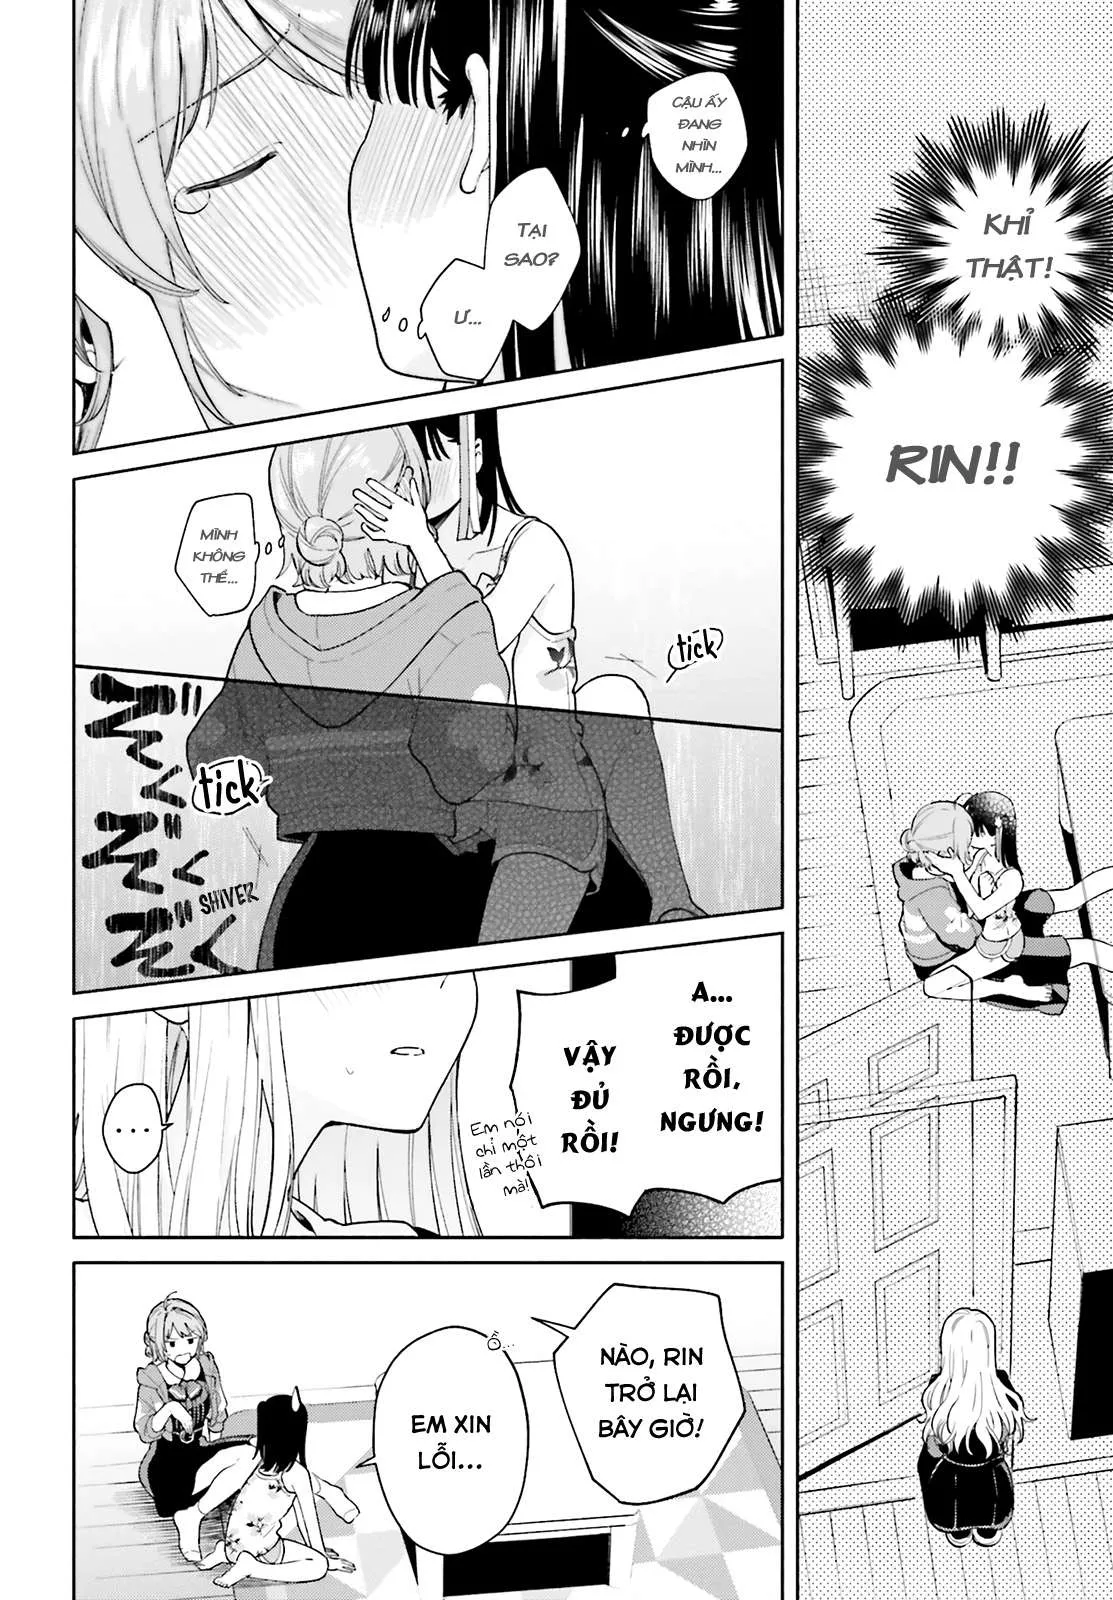 KHỈ
THẬT!
RIN!!
CẬU ẤY
ĐANG
NHÌN
MÌNH...
TẠI
SAO?
Ư...
MÌNH
KHÔNG
THỂ...
tick
tick
SHIVER
A...
ĐƯỢC
RỒI,
NGƯNG!
VẬY
ĐỦ
RỒI!
Em nói
chỉ một
lần thôi
mà!
...
NÀO, RIN
TRỞ LẠI
BÂY GIỜ!
Ồ...
EM XIN
LỖI...